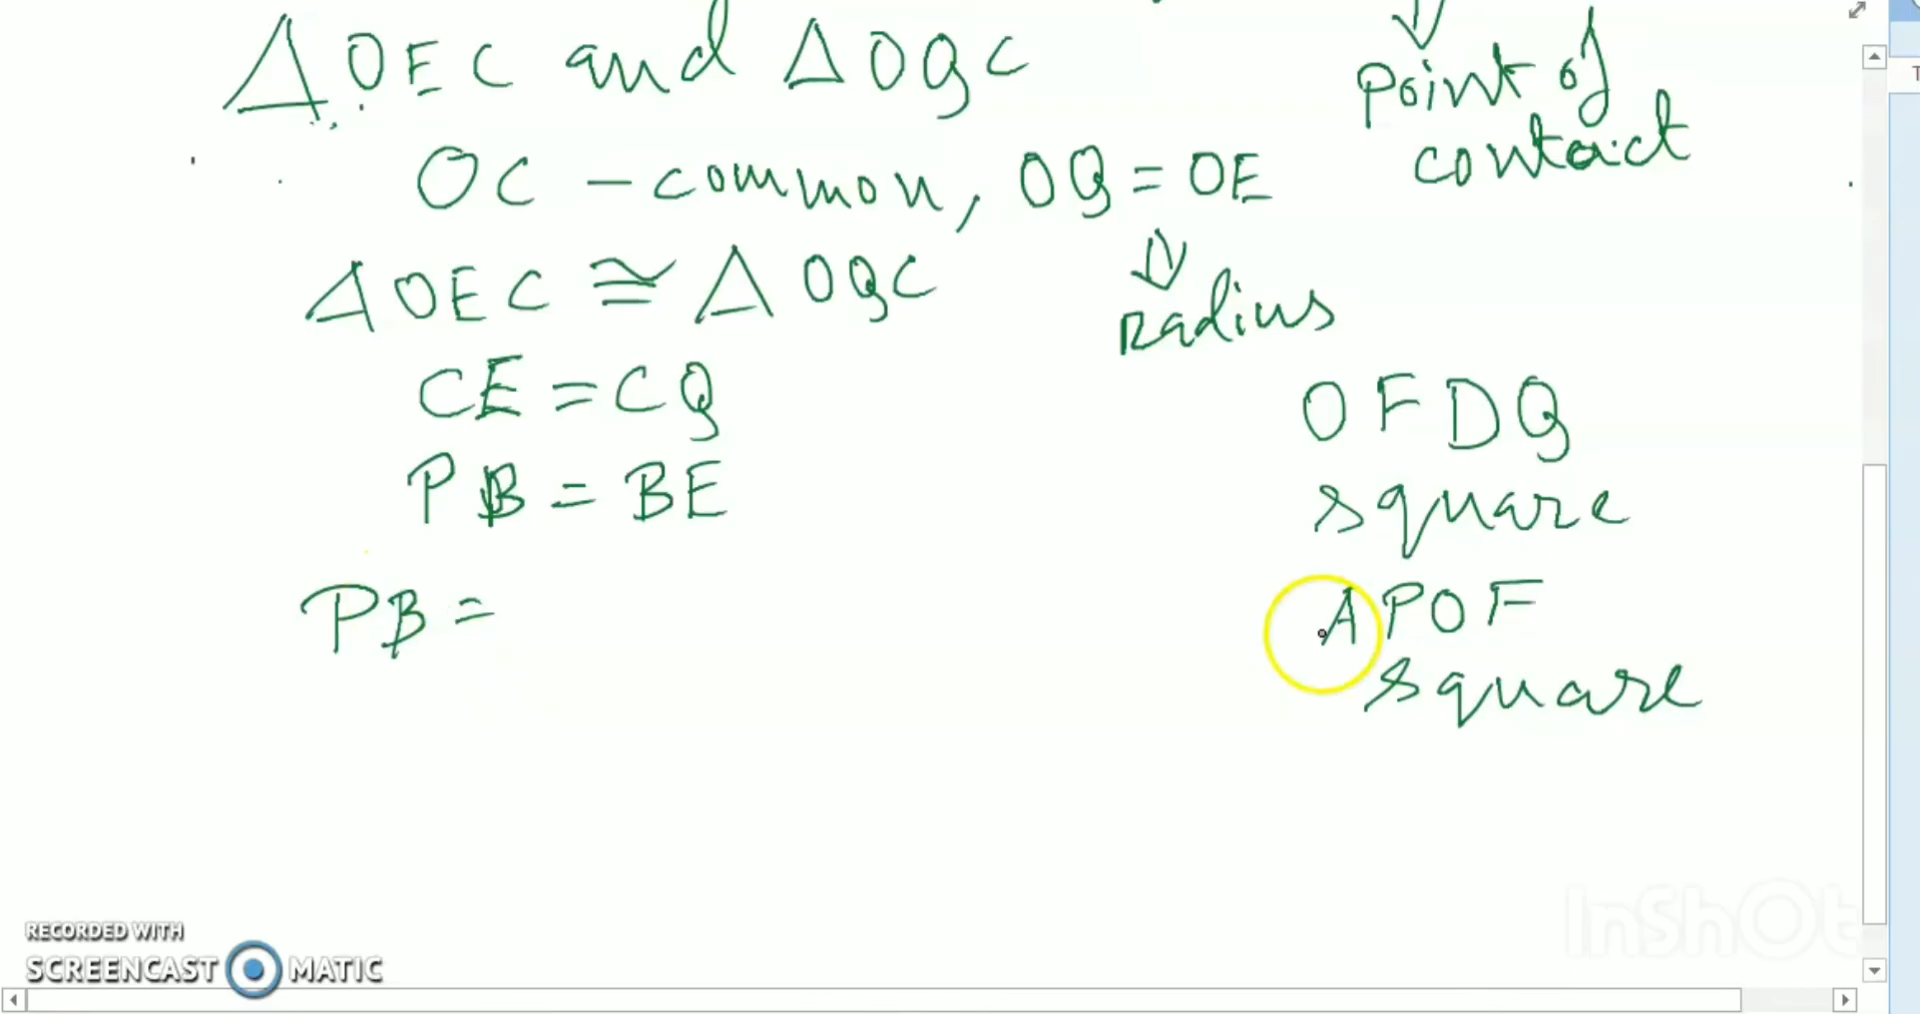 △OEC and △OQC
point of
contact
OC – common, OQ = OE
△OEC ≅ △OQC
radius
CE = CQ
PB = BE
OFDQ
square
PB =
APOF
square
InShOt
RECORDED WITH
SCREENCAST MATIC